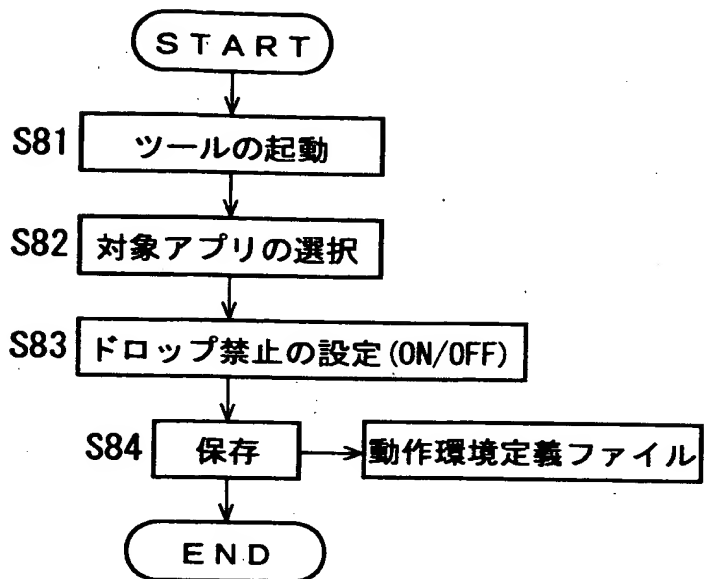 START
S81 ツールの起動
S82 対象アプリの選択
S83 ドロップ禁止の設定(ON/OFF)
S84 保存 動作環境定義ファイル
END